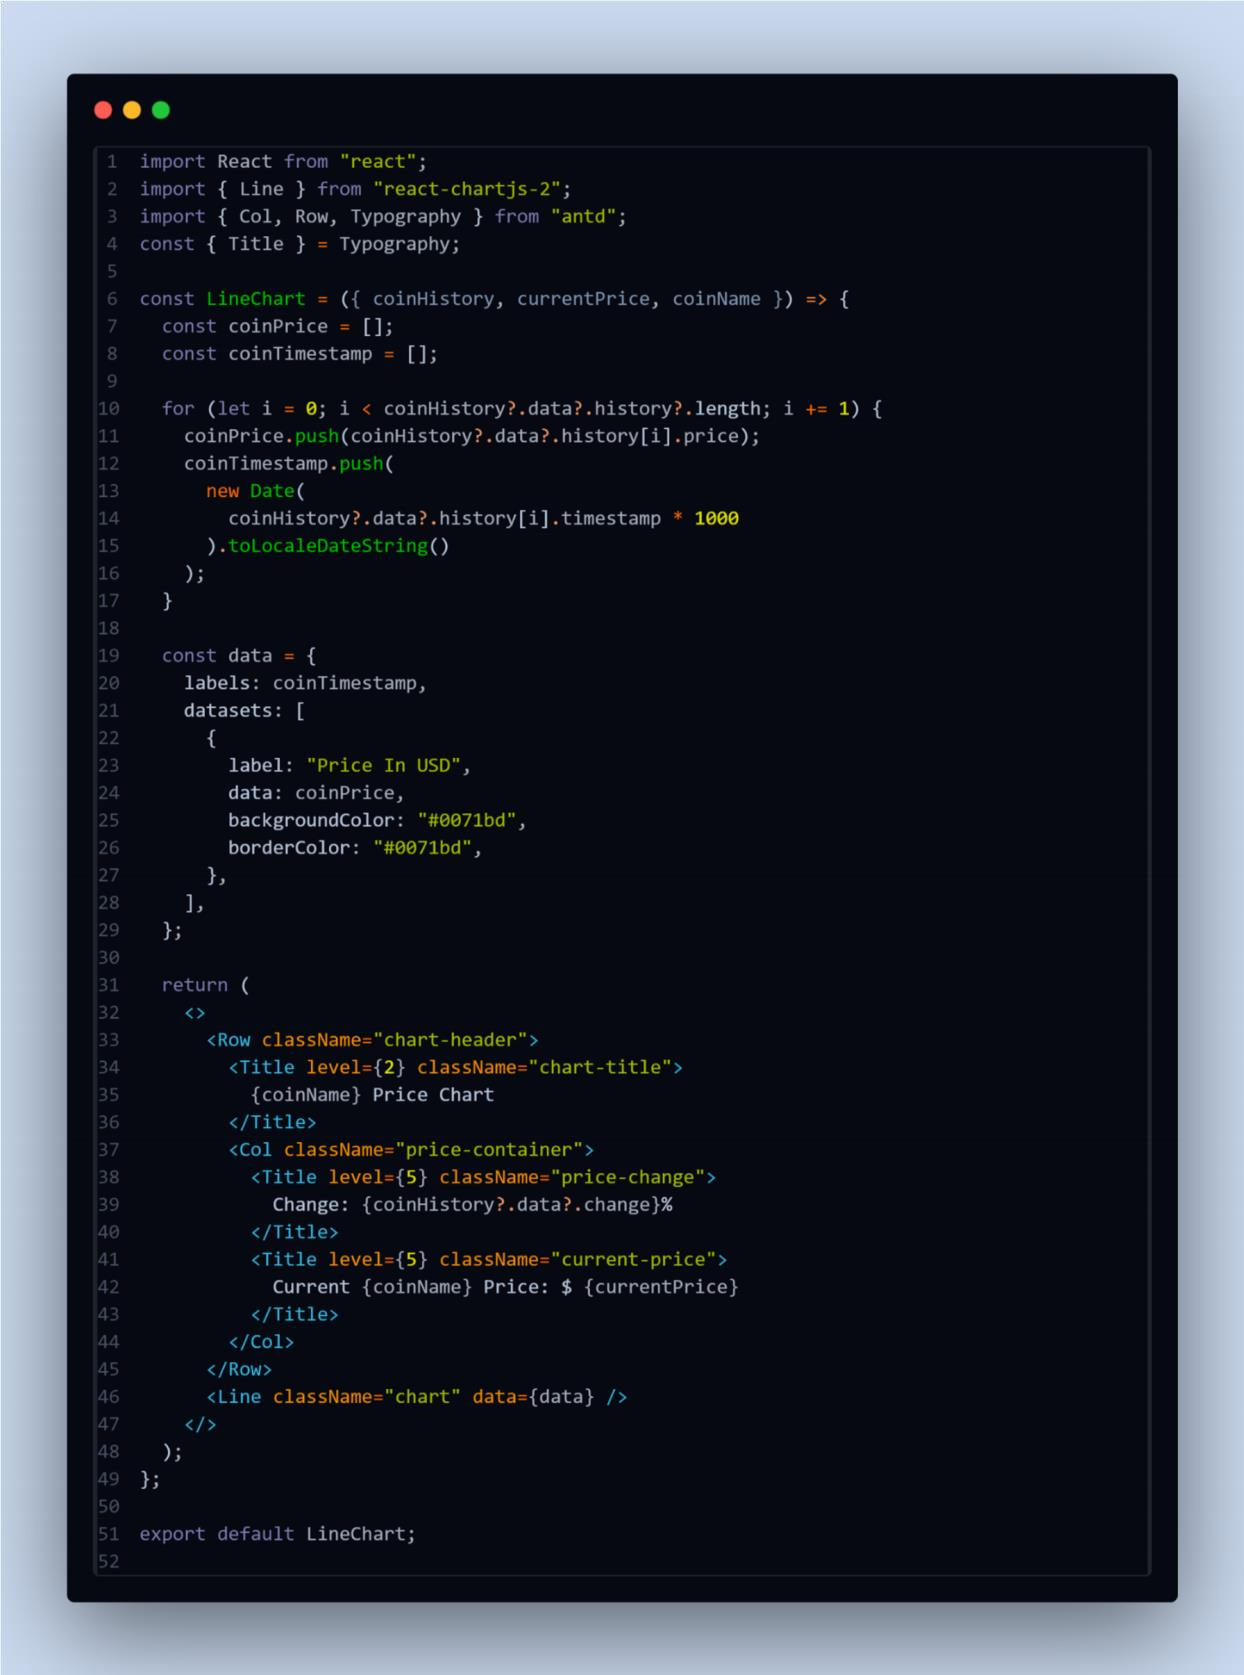 1 import React from "react";
2 import { Line } from "react-chartjs-2";
3 import { Col, Row, Typography } from "antd";
4 const { Title } = Typography;
5
6 const LineChart = ({ coinHistory, currentPrice, coinName }) => {
7   const coinPrice = [];
8   const coinTimestamp = [];
9
10   for (let i = 0; i < coinHistory?.data?.history?.length; i += 1) {
11     coinPrice.push(coinHistory?.data?.history[i].price);
12     coinTimestamp.push(
13       new Date(
14         coinHistory?.data?.history[i].timestamp * 1000
15       ).toLocaleDateString()
16     );
17   }
18
19   const data = {
20     labels: coinTimestamp,
21     datasets: [
22       {
23         label: "Price In USD",
24         data: coinPrice,
25         backgroundColor: "#0071bd",
26         borderColor: "#0071bd",
27       },
28     ],
29   };
30
31   return (
32     <>
33       <Row className="chart-header">
34         <Title level={2} className="chart-title">
35           {coinName} Price Chart
36         </Title>
37         <Col className="price-container">
38           <Title level={5} className="price-change">
39             Change: {coinHistory?.data?.change}%
40           </Title>
41           <Title level={5} className="current-price">
42             Current {coinName} Price: $ {currentPrice}
43           </Title>
44         </Col>
45       </Row>
46       <Line className="chart" data={data} />
47     </>
48   );
49 };
50
51 export default LineChart;
52